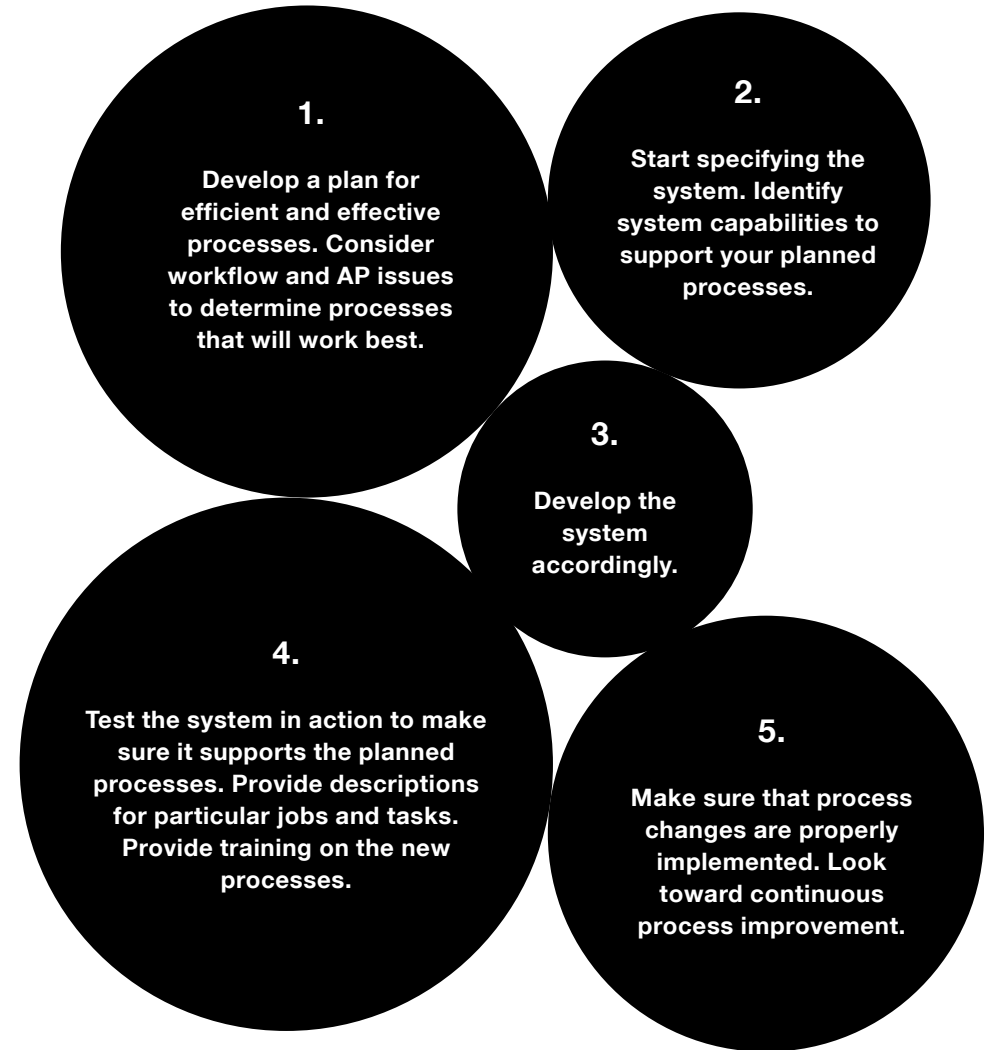 1.
Develop a plan for
efficient and effective
processes. Consider
workflow and AP issues
to determine processes
that will work best.
2.
Start specifying the
system. Identify
system capabilities to
support your planned
processes.
3.
Develop the
system
accordingly.
4.
Test the system in action to make
sure it supports the planned
processes. Provide descriptions
for particular jobs and tasks.
Provide training on the new
processes.
5.
Make sure that process
changes are properly
implemented. Look
toward continuous
process improvement.